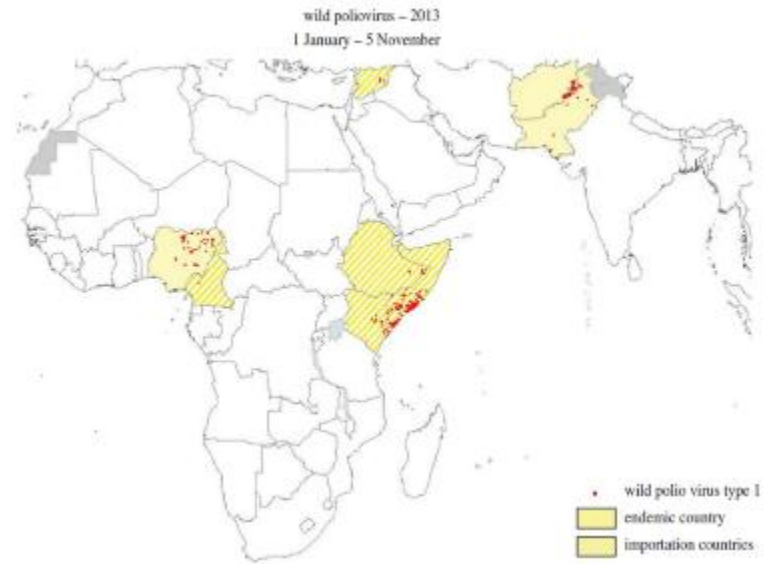 wild poliovirus – 2013
1 January – 5 November
wild polio virus type 1
endemic country
importation countries